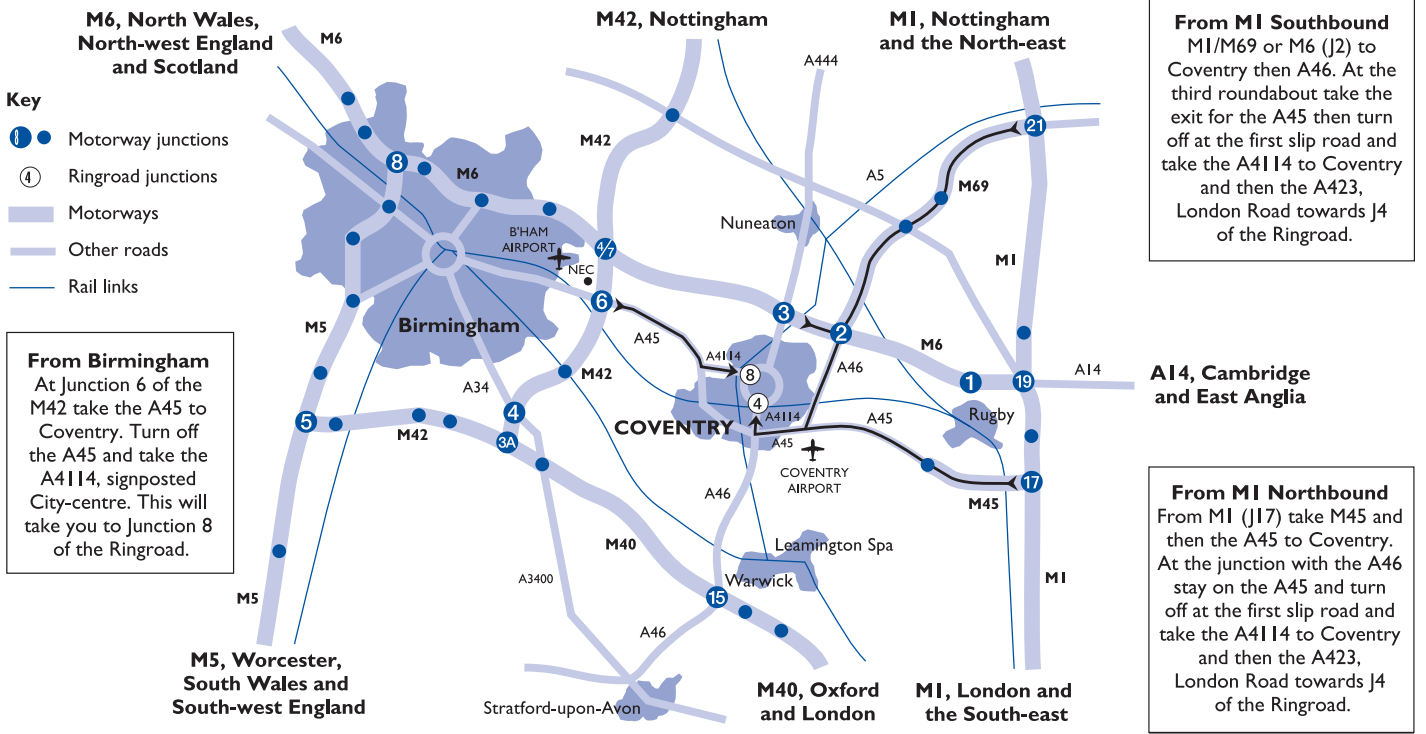 M6, North Wales,
North-west England
and Scotland
M42, Nottingham
M1, Nottingham
and the North-east
From M1 Southbound
M1/M69 or M6 (J2) to
Coventry then A46. At the
third roundabout take the
exit for the A45 then turn
off at the first slip road and
take the A4114 to Coventry
and then the A423,
London Road towards J4
of the Ringroad.
Key
8 Motorway junctions
4 Ringroad junctions
Motorways
Other roads
Rail links
From Birmingham
At Junction 6 of the
M42 take the A45 to
Coventry. Turn off
the A45 and take the
A4114, signposted
City-centre. This will
take you to Junction 8
of the Ringroad.
M6
A444
21
M42
8
M6
A5
M69
Nuneaton
B'HAM
AIRPORT
4/7
NEC
M1
6
3
2
M5
Birmingham
A45
A4114
A46
M6
8
1
19
A14
A14, Cambridge
and East Anglia
M42
A34
4
4
Rugby
5
M42
3A
COVENTRY
A4114
A45
A45
COVENTRY
AIRPORT
17
M45
A46
From M1 Northbound
From M1 (J17) take M45 and
then the A45 to Coventry.
At the junction with the A46
stay on the A45 and turn
off at the first slip road and
take the A4114 to Coventry
and then the A423,
London Road towards J4
of the Ringroad.
M40
Leamington Spa
A3400
Warwick
M1
M5
15
A46
M5, Worcester,
South Wales and
South-west England
Stratford-upon-Avon
M40, Oxford
and London
M1, London and
the South-east